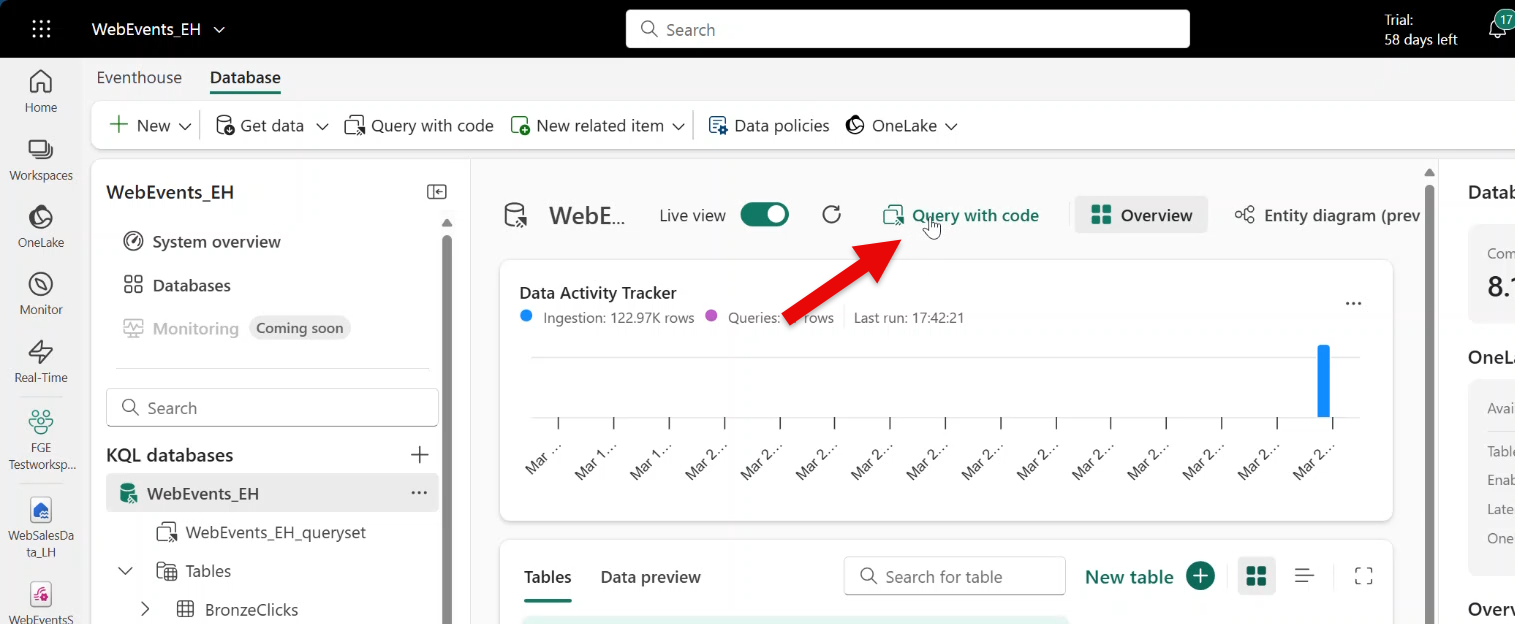 WebEvents_EH
Search
Trial:
58 days left
17
Home
Workspaces
OneLake
Monitor
Real-Time
FGE
Testworksp...
WebSalesDa
ta_LH
WebEventsS
Eventhouse
Database
New
Get data
Query with code
New related item
Data policies
OneLake
WebEvents_EH
System overview
Databases
Monitoring
Coming soon
Search
KQL databases
WebEvents_EH
WebEvents_EH_queryset
Tables
BronzeClicks
WebE...
Live view
Query with code
Overview
Entity diagram (prev
Data Activity Tracker
Ingestion: 122.97K rows
Queries: rows
Last run: 17:42:21
Mar ...
Mar 1...
Mar 1...
Mar 2...
Mar 2...
Mar 2...
Mar 2...
Mar 2...
Mar 2...
Mar 2...
Mar 2...
Mar 2...
Mar 2...
Mar 2...
Mar 2...
Tables
Data preview
Search for table
New table
Datab
Com
8.1
OneLa
Avai
Table
Enab
Late
One
Overv